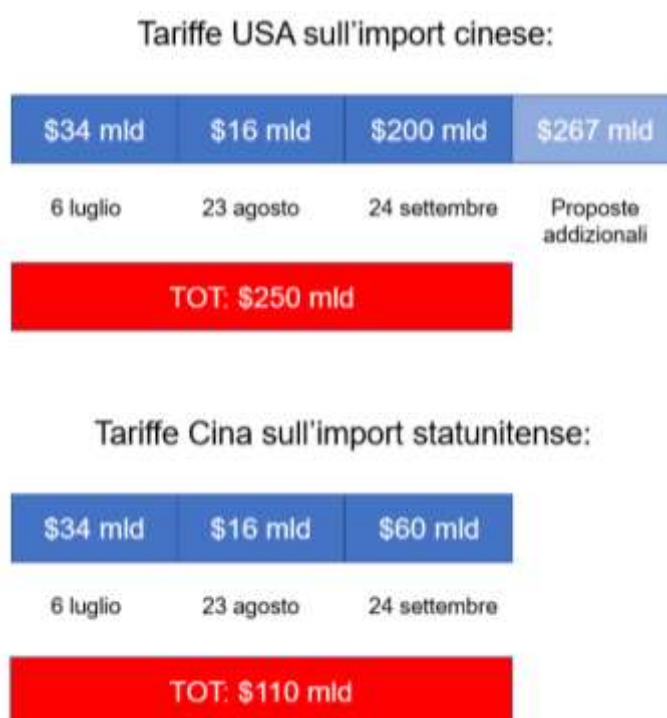 Tariffe USA sull'import cinese:
$34 mld $16 mld $200 mld $267 mld
6 luglio 23 agosto 24 settembre Proposte
addizionali
TOT: $250 mld
Tariffe Cina sull'import statunitense:
$34 mld $16 mld $60 mld
6 luglio 23 agosto 24 settembre
TOT: $110 mld